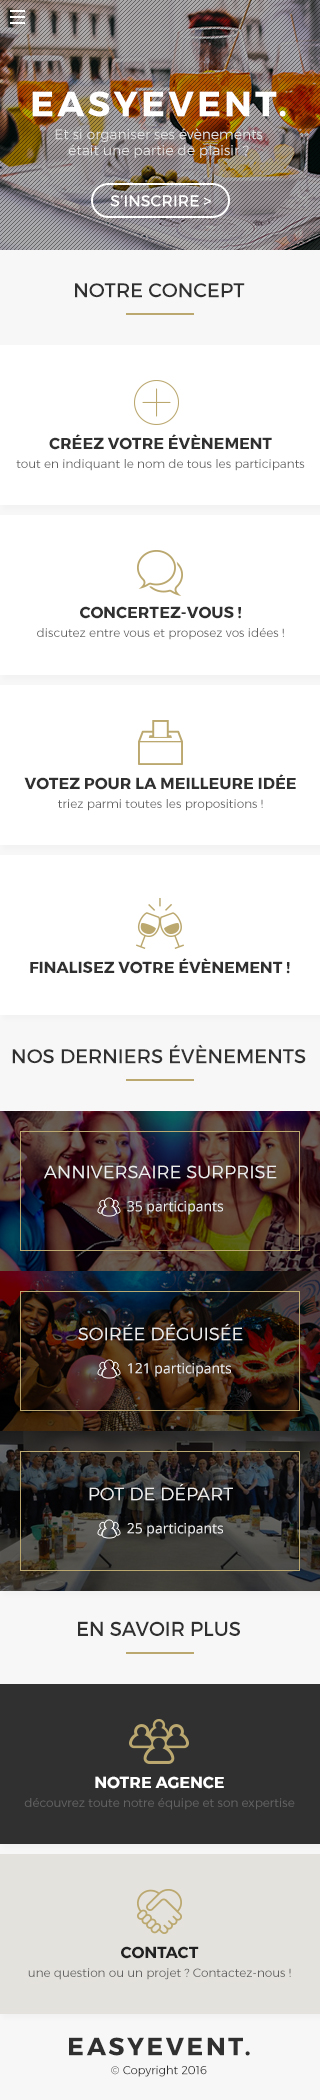 EASYEVENT.
Et si organiser ses évènements
était une partie de plaisir ?
S'INSCRIRE >
NOTRE CONCEPT
CRÉEZ VOTRE ÉVÈNEMENT
tout en indiquant le nom de tous les participants
CONCERTEZ-VOUS !
discutez entre vous et proposez vos idées !
VOTEZ POUR LA MEILLEURE IDÉE
triez parmi toutes les propositions !
FINALISEZ VOTRE ÉVÈNEMENT !
NOS DERNIERS ÉVÈNEMENTS
ANNIVERSAIRE SURPRISE
35 participants
SOIRÉE DÉGUISÉE
121 participants
POT DE DÉPART
25 participants
EN SAVOIR PLUS
NOTRE AGENCE
découvrez toute notre équipe et son expertise
CONTACT
une question ou un projet ? Contactez-nous !
EASYEVENT.
© Copyright 2016